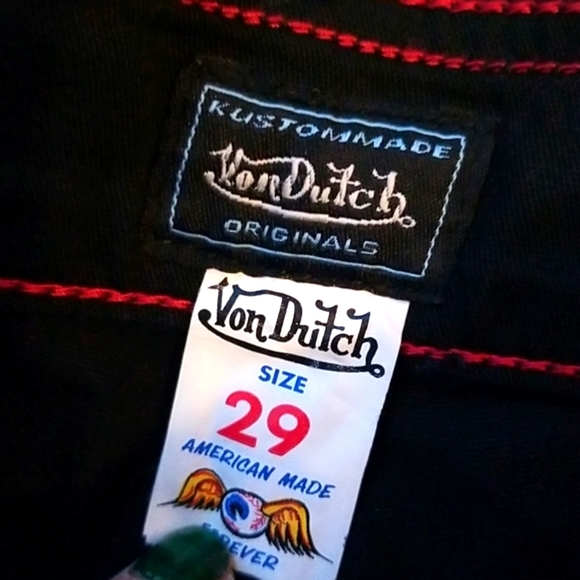 KUSTOMMADE
Von Dutch
ORIGINALS
Von Dutch
SIZE
29
AMERICAN MADE